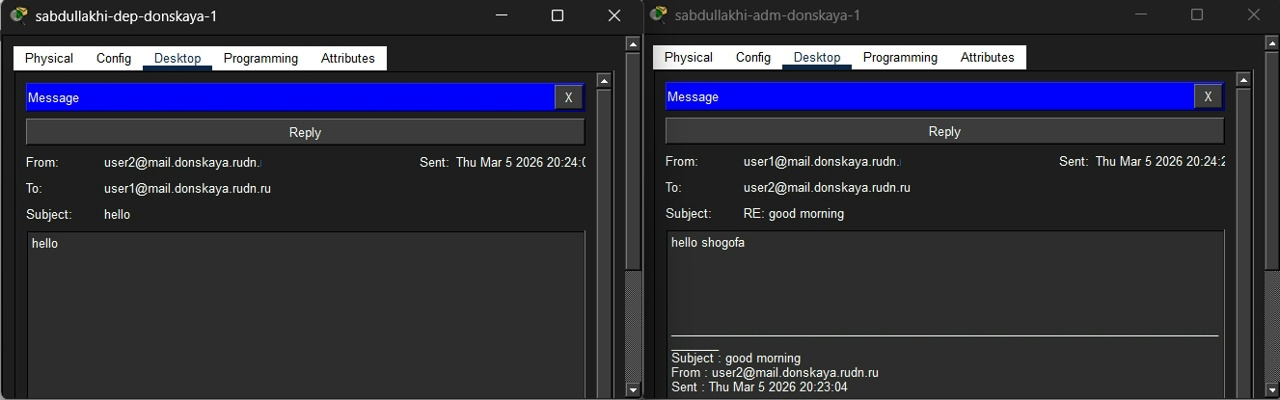 sabdullakhi-dep-donskaya-1
Physical Config Desktop Programming Attributes
Message X
Reply
From: user2@mail.donskaya.rudn. Sent: Thu Mar 5 2026 20:24:0
To: user1@mail.donskaya.rudn.ru
Subject: hello
hello
sabdullakhi-adm-donskaya-1
Physical Config Desktop Programming Attributes
Message X
Reply
From: user1@mail.donskaya.rudn. Sent: Thu Mar 5 2026 20:24:2
To: user2@mail.donskaya.rudn.ru
Subject: RE: good morning
hello shogofa
Subject : good morning
From : user2@mail.donskaya.rudn.ru
Sent : Thu Mar 5 2026 20:23:04